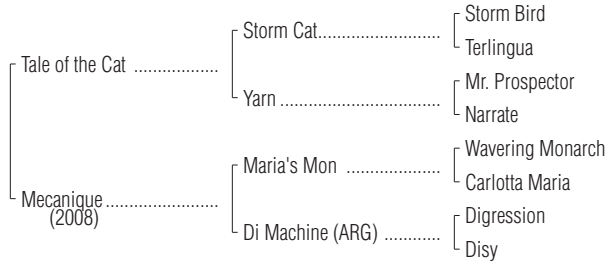 Storm Bird
Storm Cat........................
Terlingua
Tale of the Cat ................
Mr. Prospector
Yarn ................................
Narrate
Wavering Monarch
Maria's Mon ..................
Carlotta Maria
Mecanique.....................
(2008)
Digression
Di Machine (ARG) ...........
Disy